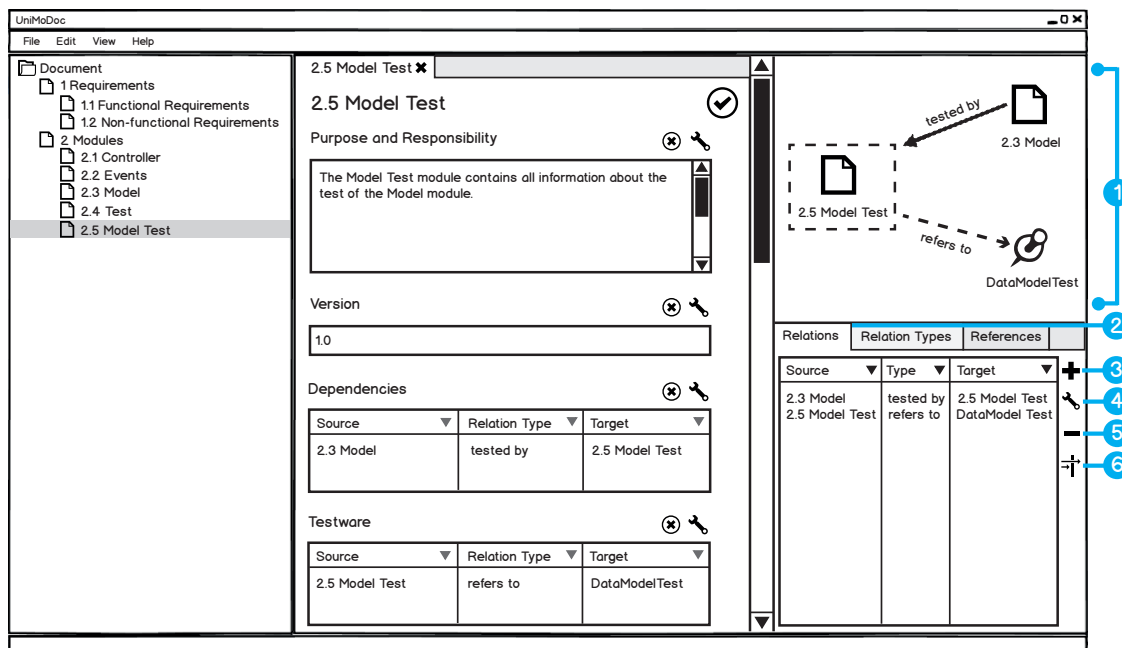 UniMoDoc
File Edit View Help
Document
1 Requirements
1.1 Functional Requirements
1.2 Non-functional Requirements
2 Modules
2.1 Controller
2.2 Events
2.3 Model
2.4 Test
2.5 Model Test
2.5 Model Test
2.5 Model Test
Purpose and Responsibility
The Model Test module contains all information about the
test of the Model module.
Version
1.0
Dependencies
Source Relation Type Target
2.3 Model tested by 2.5 Model Test
Testware
Source Relation Type Target
2.5 Model Test refers to DataModelTest
tested by
2.3 Model
2.5 Model Test
refers to
DataModelTest
Relations Relation Types References
Source Type Target
2.3 Model tested by 2.5 Model Test
2.5 Model Test refers to DataModel Test
1
2
3
4
5
6